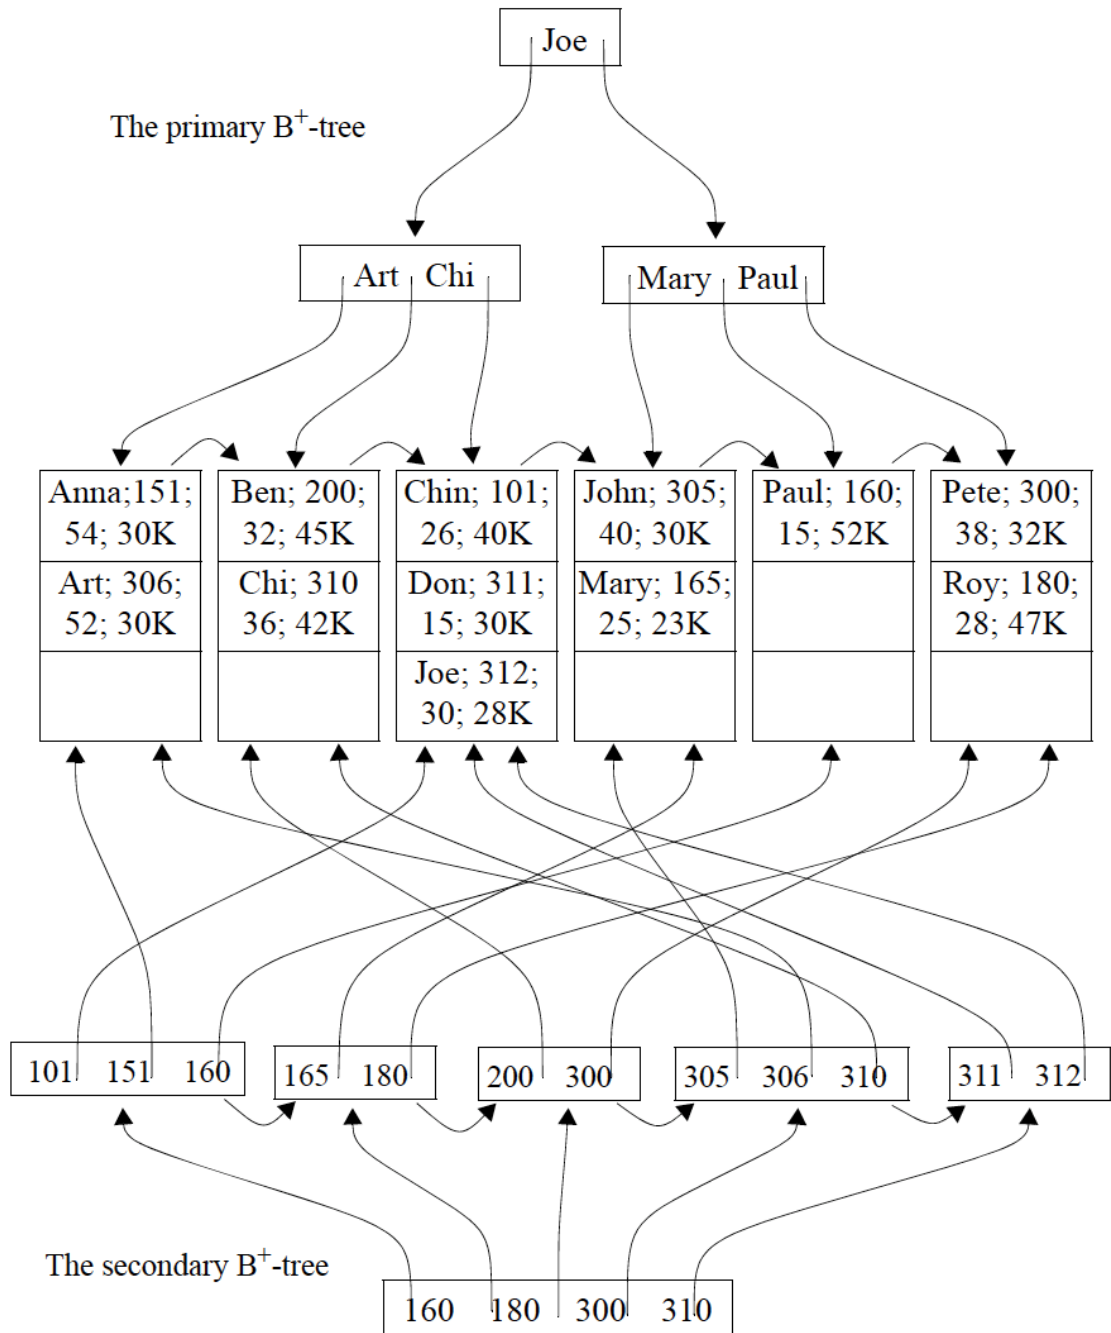 Joe
The primary B+-tree
Art Chi
Mary Paul
Anna;151;
54; 30K
Art; 306;
52; 30K
Ben; 200;
32; 45K
Chi; 310
36; 42K
Chin; 101;
26; 40K
Don; 311;
15; 30K
Joe; 312;
30; 28K
John; 305;
40; 30K
Mary; 165;
25; 23K
Paul; 160;
15; 52K
Pete; 300;
38; 32K
Roy; 180;
28; 47K
101 151 160
165 180
200 300
305 306 310
311 312
The secondary B+-tree
160 180 300 310